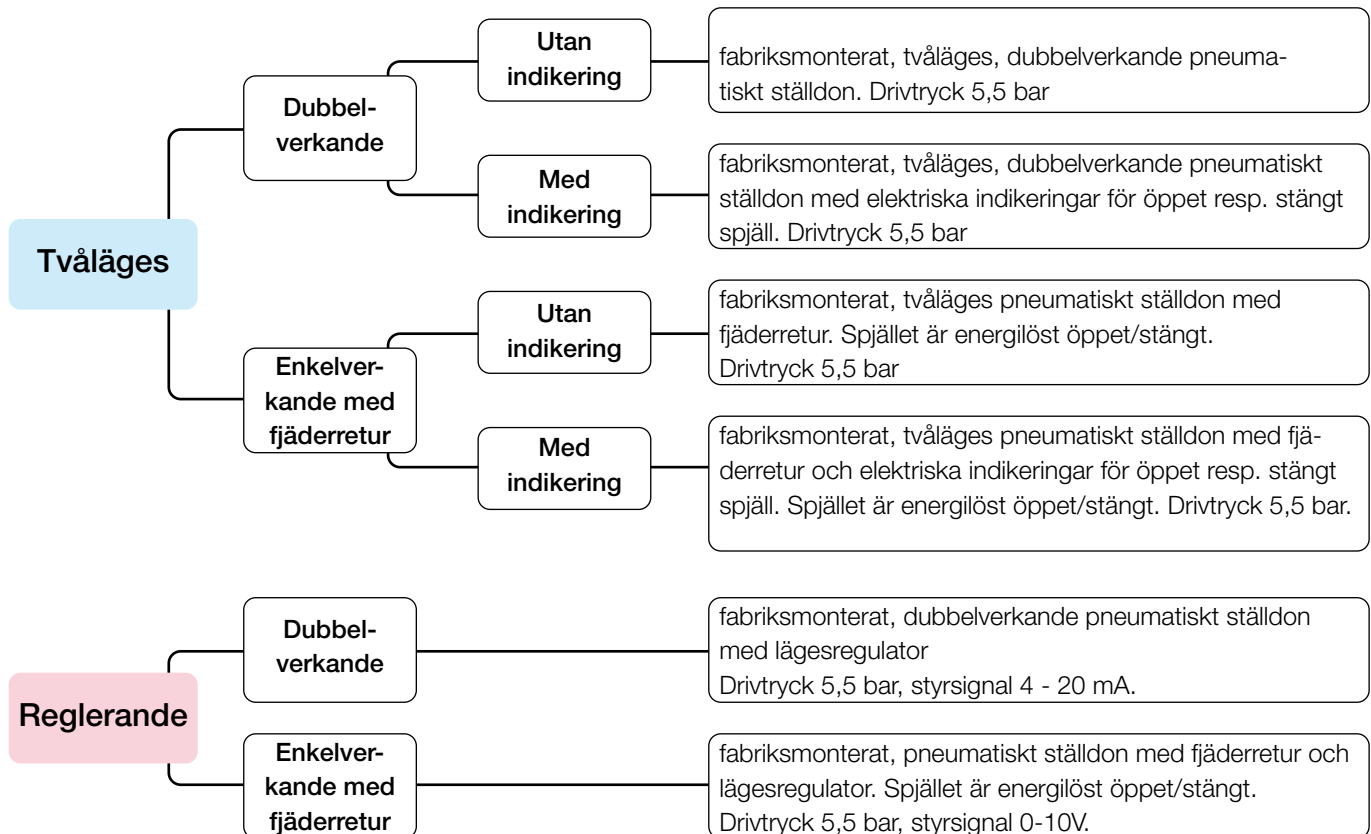 Tvåläges
Dubbel-
verkande
Utan
indikering
fabriksmonterat, tvåläges, dubbelverkande pneuma-
tiskt ställdon. Drivtryck 5,5 bar
Med
indikering
fabriksmonterat, tvåläges, dubbelverkande pneumatiskt
ställdon med elektriska indikeringar för öppet resp. stängt
spjäll. Drivtryck 5,5 bar
Enkelver-
kande med
fjäderretur
Utan
indikering
fabriksmonterat, tvåläges pneumatiskt ställdon med
fjäderretur. Spjället är energilöst öppet/stängt.
Drivtryck 5,5 bar
Med
indikering
fabriksmonterat, tvåläges pneumatiskt ställdon med fjä-
derretur och elektriska indikeringar för öppet resp. stängt
spjäll. Spjället är energilöst öppet/stängt. Drivtryck 5,5 bar.
Reglerande
Dubbel-
verkande
fabriksmonterat, dubbelverkande pneumatiskt ställdon
med lägesregulator
Drivtryck 5,5 bar, styrsignal 4 - 20 mA.
Enkelver-
kande med
fjäderretur
fabriksmonterat, pneumatiskt ställdon med fjäderretur och
lägesregulator. Spjället är energilöst öppet/stängt.
Drivtryck 5,5 bar, styrsignal 0-10V.